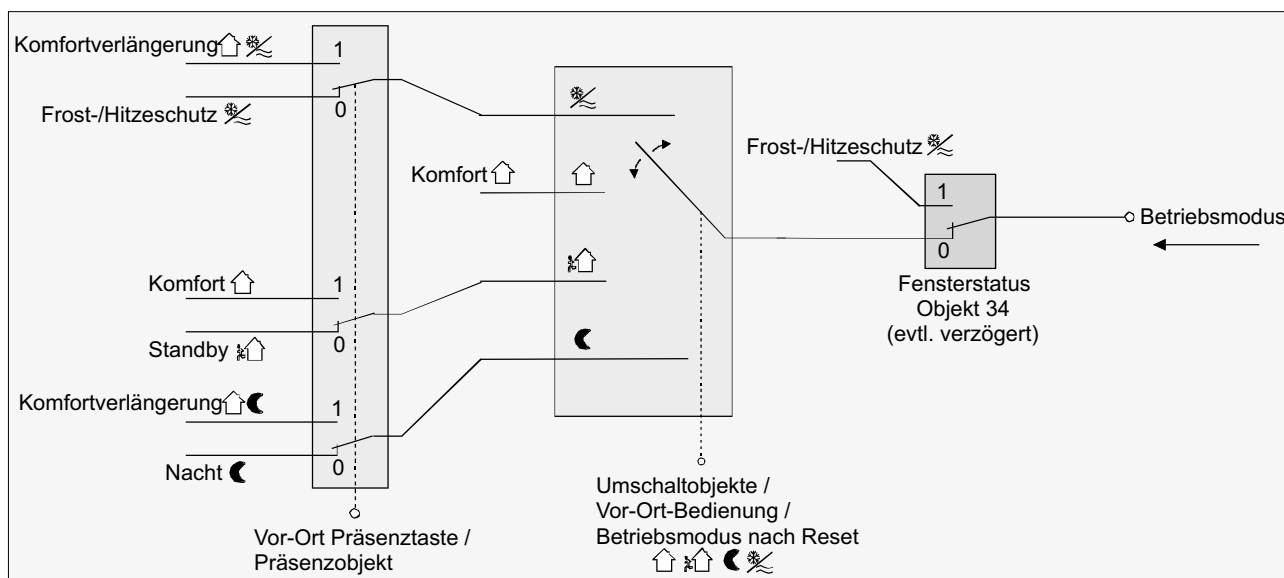 Komfortverlängerung
1
0
Frost-/Hitzeschutz
Komfort
1
0
Standby
Komfortverlängerung
1
0
Nacht
Vor-Ort Präsenztaste /
Präsenzobjekt
Komfort
Umschaltobjekte /
Vor-Ort-Bedienung /
Betriebsmodus nach Reset
Frost-/Hitzeschutz
1
0
Fensterstatus
Objekt 34
(evtl. verzögert)
Betriebsmodus